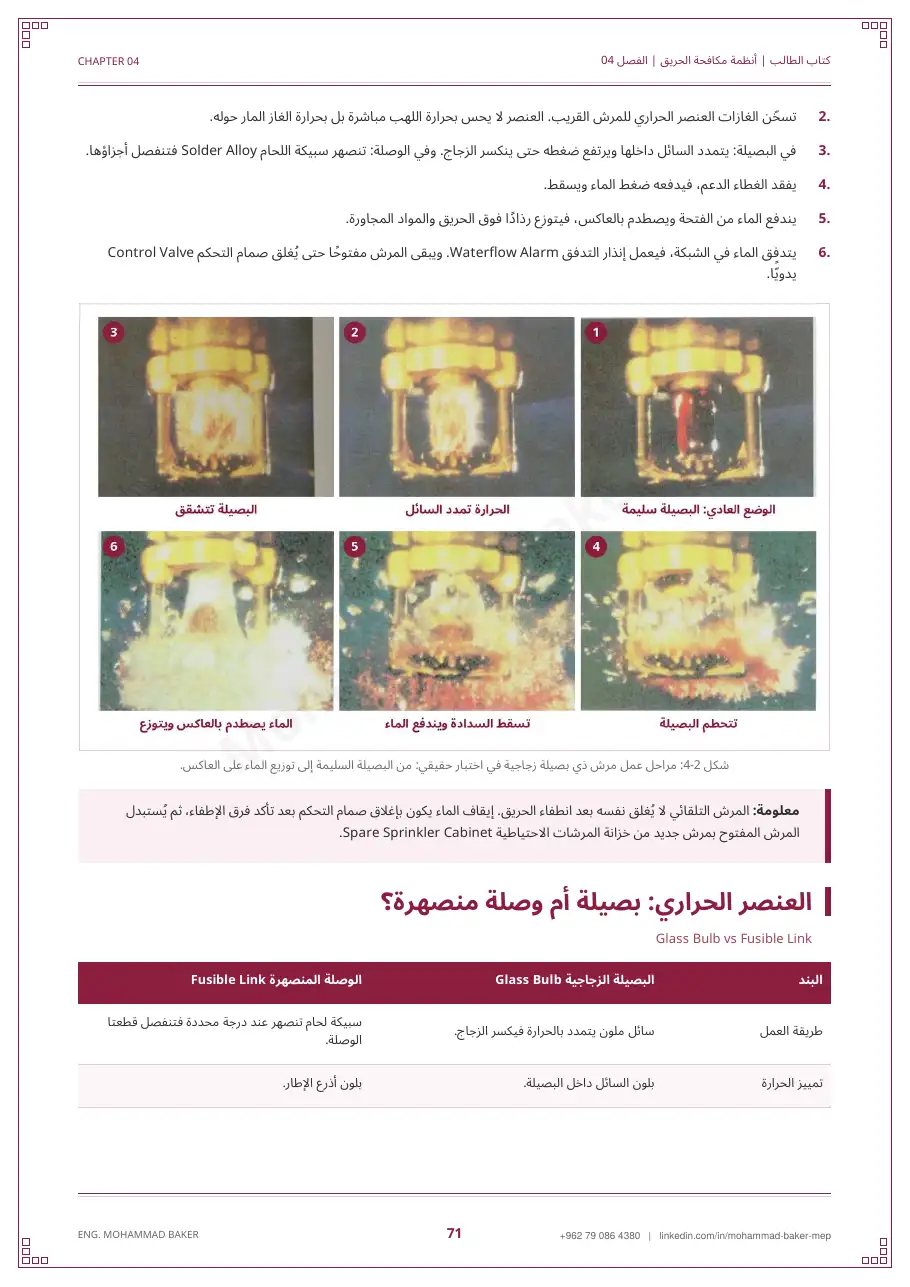 كتاب الطالب | أنظمة مكافحة الحريق | الفصل 04
CHAPTER 04
2. تسخّن الغازات العنصر الحراري للمرش القريب. العنصر لا يحس بحرارة اللهب مباشرة بل بحرارة الغاز المار حوله.
3. في البصيلة: يتمدد السائل داخلها ويرتفع ضغطه حتى ينكسر الزجاج. وفي الوصلة: تنصهر سبيكة اللحام Solder Alloy فتنفصل أجزاؤها.
4. يفقد الغطاء الدعم، فيدفعه ضغط الماء ويسقط.
5. يندفع الماء من الفتحة ويصطدم بالعاكس، فيتوزع رذاذًا فوق الحريق والمواد المجاورة.
6. يتدفق الماء في الشبكة، فيعمل إنذار التدفق Waterflow Alarm. ويبقى المرش مفتوحًا حتى يُغلق صمام التحكم Control Valve
يدويًّا.
1
2
3
الوضع العادي: البصيلة سليمة
الحرارة تمدد السائل
البصيلة تتشقق
4
5
6
تتحطم البصيلة
تسقط السدادة ويندفع الماء
الماء يصطدم بالعاكس ويتوزع
شكل 2-4: مراحل عمل مرش ذي بصيلة زجاجية في اختبار حقيقي: من البصيلة السليمة إلى توزيع الماء على العاكس.
معلومة: المرش التلقائي لا يُغلق نفسه بعد انطفاء الحريق. إيقاف الماء يكون بإغلاق صمام التحكم بعد تأكد فرق الإطفاء، ثم يُستبدل
المرش المفتوح بمرش جديد من خزانة المرشات الاحتياطية Spare Sprinkler Cabinet.
العنصر الحراري: بصيلة أم وصلة منصهرة؟
Glass Bulb vs Fusible Link
البند
البصيلة الزجاجية Glass Bulb
الوصلة المنصهرة Fusible Link
طريقة العمل
سائل ملون يتمدد بالحرارة فيكسر الزجاج.
سبيكة لحام تنصهر عند درجة محددة فتنفصل قطعتا
الوصلة.
تمييز الحرارة
بلون السائل داخل البصيلة.
بلون أذرع الإطار.
ENG. MOHAMMAD BAKER
71
+962 79 086 4380 | linkedin.com/in/mohammad-baker-mep